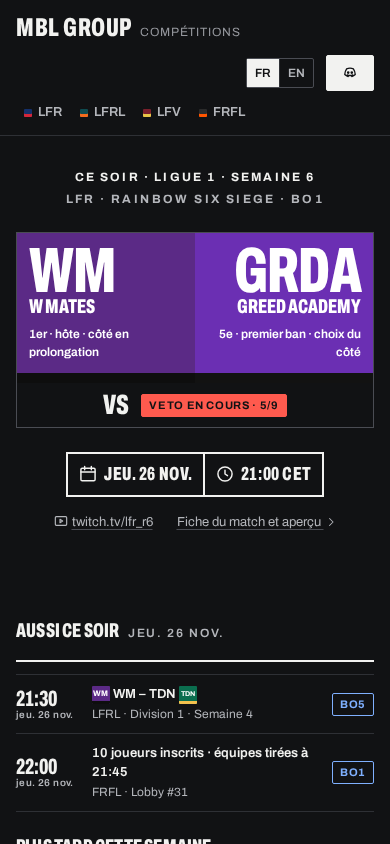 MBL GROUP COMPÉTITIONS
FR EN
LFR LFRL LFV FRFL
CE SOIR · LIGUE 1 · SEMAINE 6
LFR · RAINBOW SIX SIEGE · BO1
WM
W MATES
1er · hôte · côté en
prolongation
GRDA
GREED ACADEMY
5e · premier ban · choix du
côté
VS VETO EN COURS · 5/9
JEU. 26 NOV. 21:00 CET
twitch.tv/lfr_r6 Fiche du match et aperçu
AUSSI CE SOIR JEU. 26 NOV.
21:30
jeu. 26 nov.
WM WM – TDN TDN
LFRL · Division 1 · Semaine 4
BO5
22:00
jeu. 26 nov.
10 joueurs inscrits · équipes tirées à
21:45
FRFL · Lobby #31
BO1
PLUS TARD CETTE SEMAINE